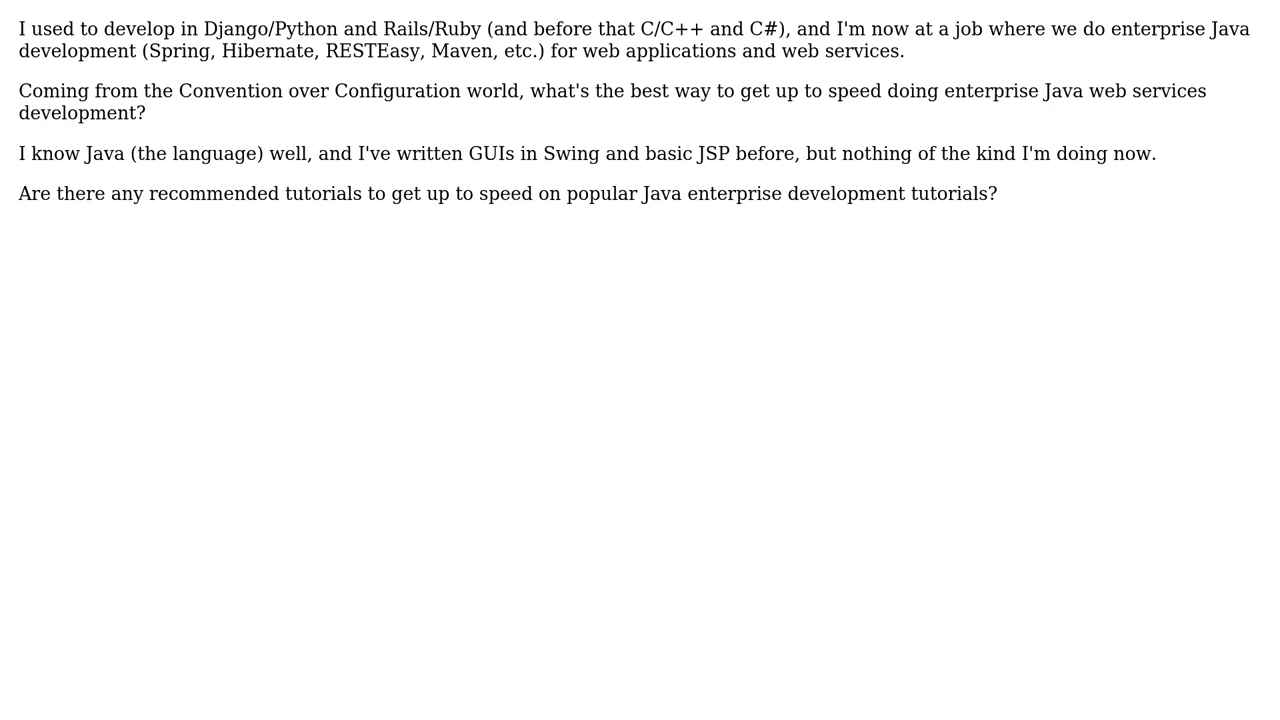 I used to develop in Django/Python and Rails/Ruby (and before that C/C++ and C#), and I'm now at a job where we do enterprise Java
development (Spring, Hibernate, RESTEasy, Maven, etc.) for web applications and web services.
Coming from the Convention over Configuration world, what's the best way to get up to speed doing enterprise Java web services
development?
I know Java (the language) well, and I've written GUIs in Swing and basic JSP before, but nothing of the kind I'm doing now.
Are there any recommended tutorials to get up to speed on popular Java enterprise development tutorials?